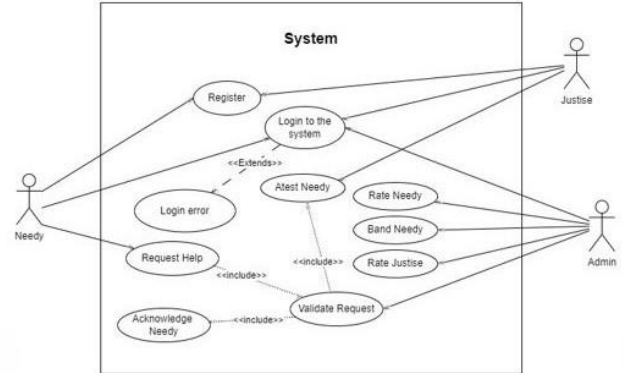 System
Register
Justise
Login to the
system
<<Extends>>
Atest Needy
Rate Needy
Login error
Needy
Band Needy
Request Help
<<include>>
Rate Justise
Admin
<<include>>
Validate Request
Acknowledge
Needy
<<include>>